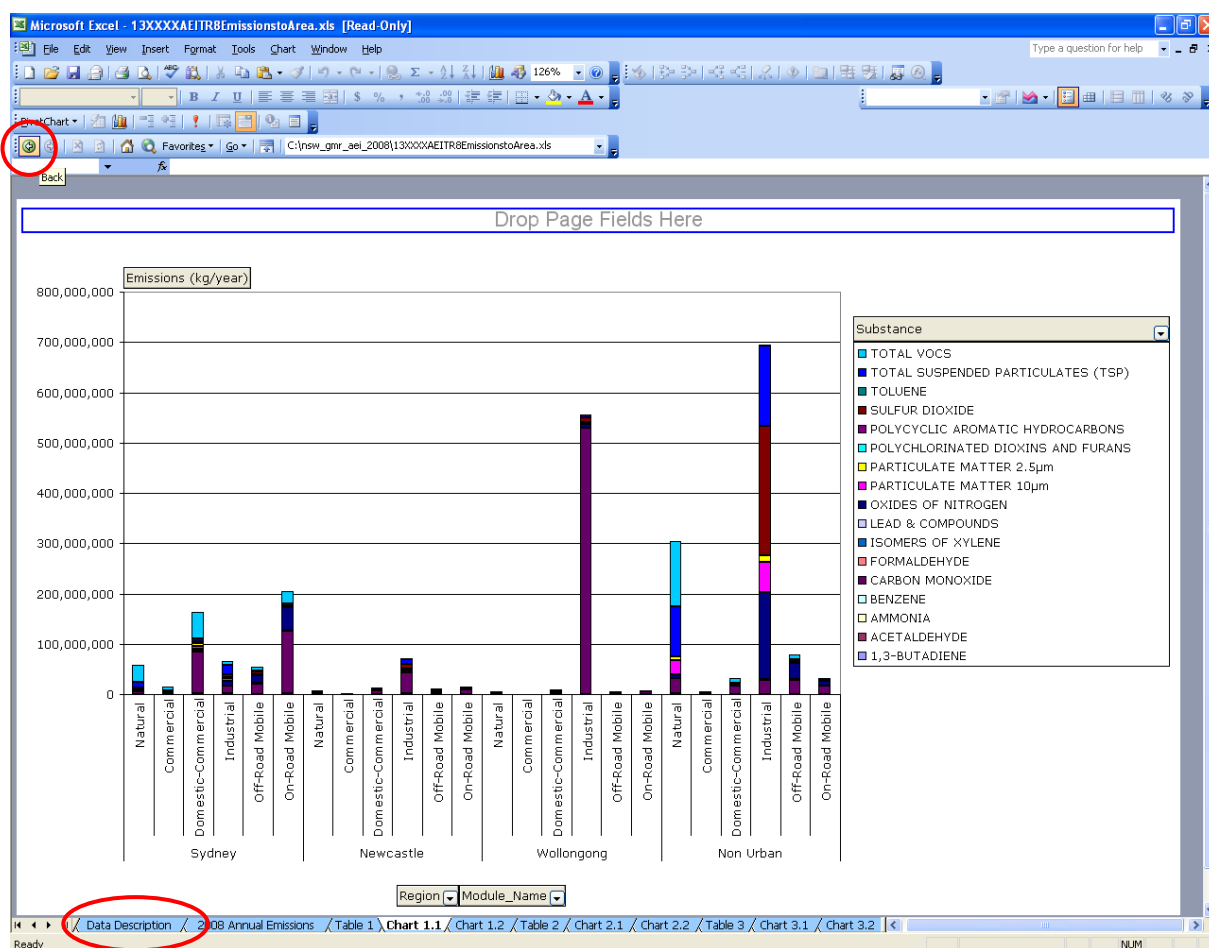 Microsoft Excel - 13XXXXAEITR8EmissionstoArea.xls [Read-Only]
File Edit View Insert Format Tools Chart Window Help
Type a question for help
126%
PivotChart
Favorites Go C:\nsw_gmr_aei_2008\13XXXXAEITR8EmissionstoArea.xls
Back
fx
Drop Page Fields Here
Emissions (kg/year)
800,000,000
700,000,000
600,000,000
500,000,000
400,000,000
300,000,000
200,000,000
100,000,000
0
Natural
Commercial
Domestic-Commercial
Industrial
Off-Road Mobile
On-Road Mobile
Natural
Commercial
Domestic-Commercial
Industrial
Off-Road Mobile
On-Road Mobile
Natural
Commercial
Domestic-Commercial
Industrial
Off-Road Mobile
On-Road Mobile
Natural
Commercial
Domestic-Commercial
Industrial
Off-Road Mobile
On-Road Mobile
Sydney Newcastle Wollongong Non Urban
Substance
TOTAL VOCS
TOTAL SUSPENDED PARTICULATES (TSP)
TOLUENE
SULFUR DIOXIDE
POLYCYCLIC AROMATIC HYDROCARBONS
POLYCHLORINATED DIOXINS AND FURANS
PARTICULATE MATTER 2.5µm
PARTICULATE MATTER 10µm
OXIDES OF NITROGEN
LEAD & COMPOUNDS
ISOMERS OF XYLENE
FORMALDEHYDE
CARBON MONOXIDE
BENZENE
AMMONIA
ACETALDEHYDE
1,3-BUTADIENE
Region Module_Name
Data Description 2008 Annual Emissions Table 1 Chart 1.1 Chart 1.2 Table 2 Chart 2.1 Chart 2.2 Table 3 Chart 3.1 Chart 3.2
Ready NUM